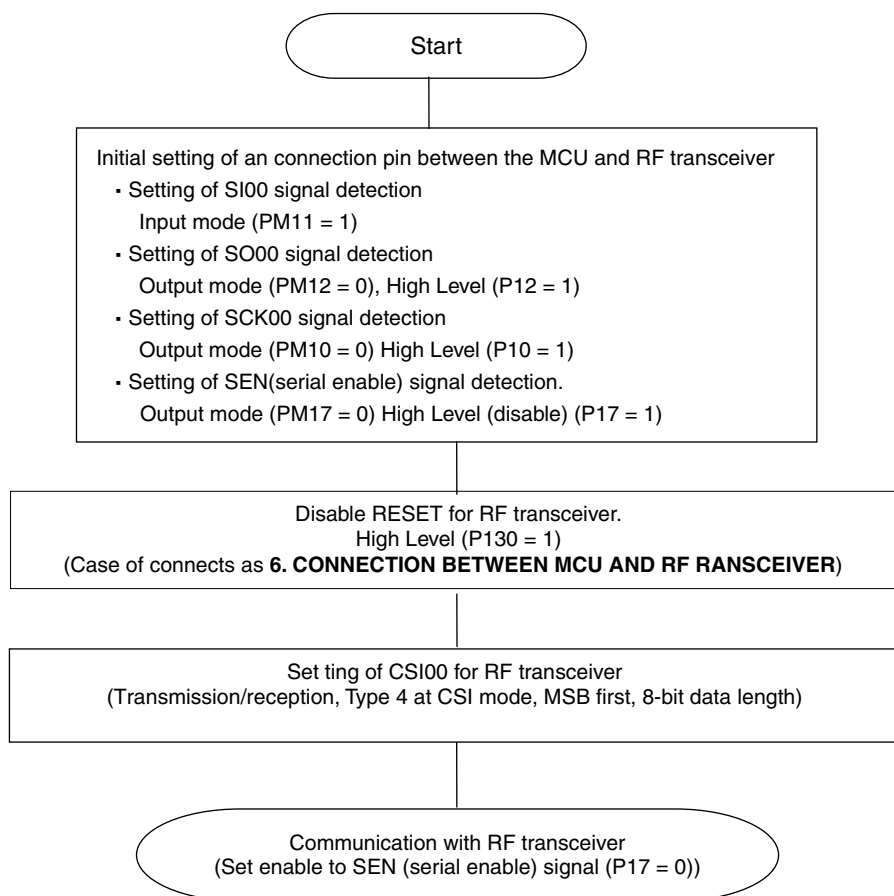 Start
Initial setting of an connection pin between the MCU and RF transceiver
・Setting of SI00 signal detection
Input mode (PM11 = 1)
・Setting of SO00 signal detection
Output mode (PM12 = 0), High Level (P12 = 1)
・Setting of SCK00 signal detection
Output mode (PM10 = 0) High Level (P10 = 1)
・Setting of SEN(serial enable) signal detection.
Output mode (PM17 = 0) High Level (disable) (P17 = 1)
Disable RESET for RF transceiver.
High Level (P130 = 1)
(Case of connects as 6. CONNECTION BETWEEN MCU AND RF RANSCEIVER)
Set ting of CSI00 for RF transceiver
(Transmission/reception, Type 4 at CSI mode, MSB first, 8-bit data length)
Communication with RF transceiver
(Set enable to SEN (serial enable) signal (P17 = 0))